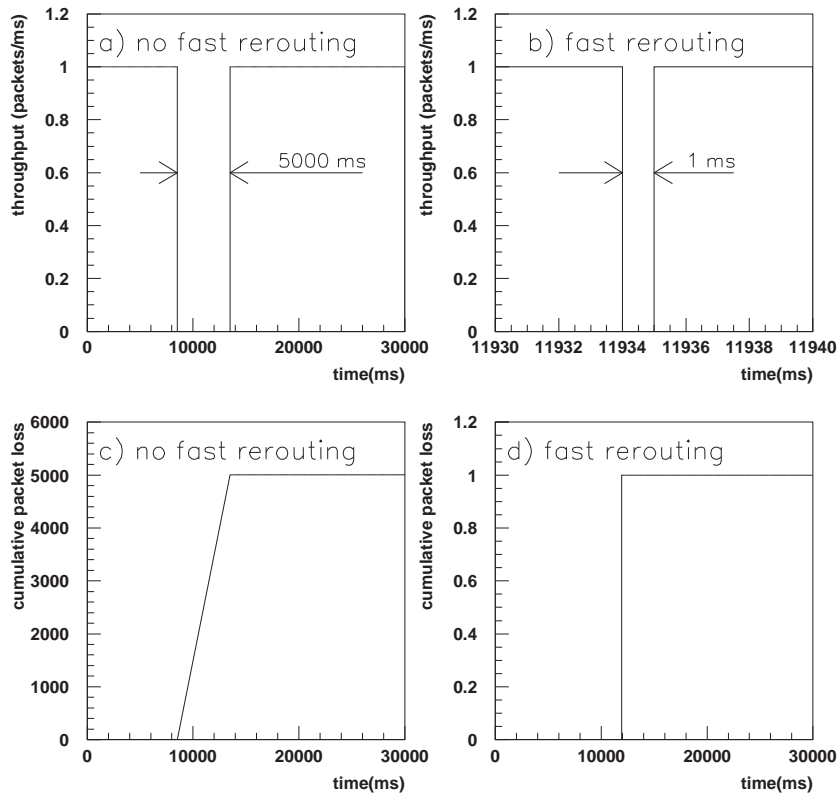 throughput (packets/ms)
1.2
1
0.8
0.6
0.4
0.2
0
a) no fast rerouting
5000 ms
0 10000 20000 30000
time(ms)
throughput (packets/ms)
1.2
1
0.8
0.6
0.4
0.2
0
b) fast rerouting
1 ms
11930 11932 11934 11936 11938 11940
time(ms)
cumulative packet loss
6000
5000
4000
3000
2000
1000
0
c) no fast rerouting
0 10000 20000 30000
time(ms)
cumulative packet loss
1.2
1
0.8
0.6
0.4
0.2
0
d) fast rerouting
0 10000 20000 30000
time(ms)